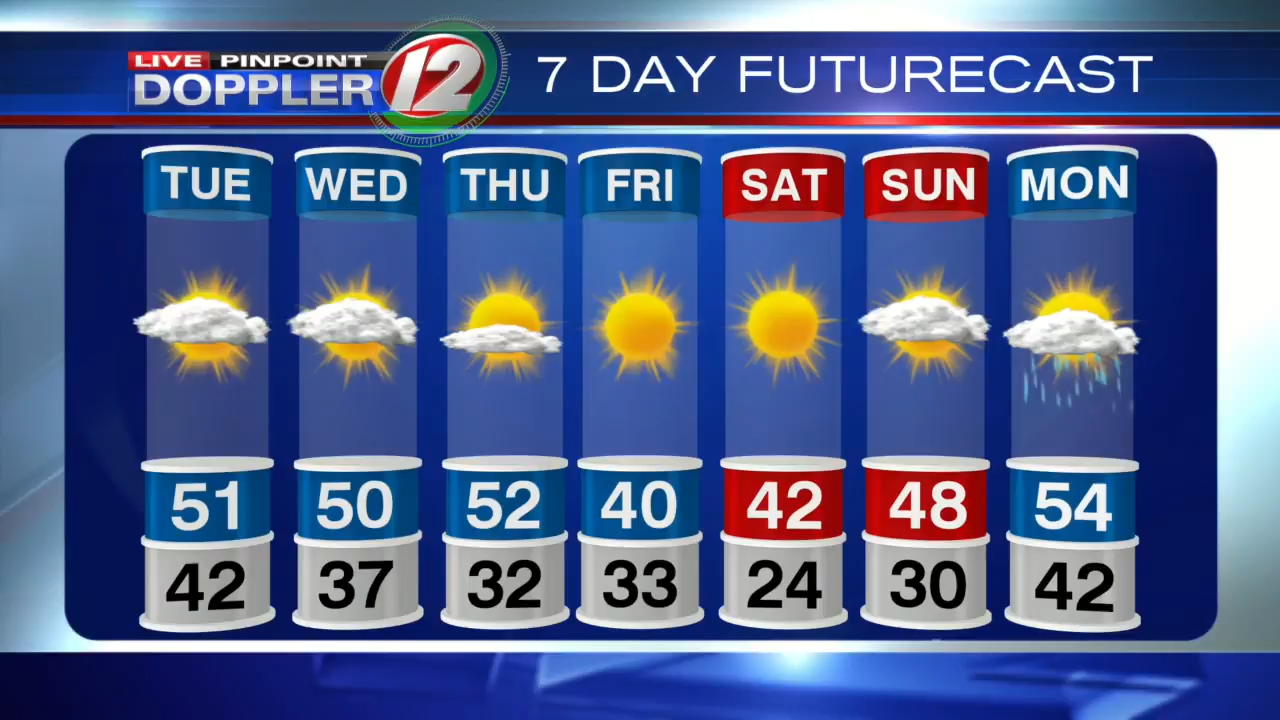 LIVE PINPOINT
DOPPLER 12
7 DAY FUTURECAST
TUE WED THU FRI SAT SUN MON
51 50 52 40 42 48 54
42 37 32 33 24 30 42